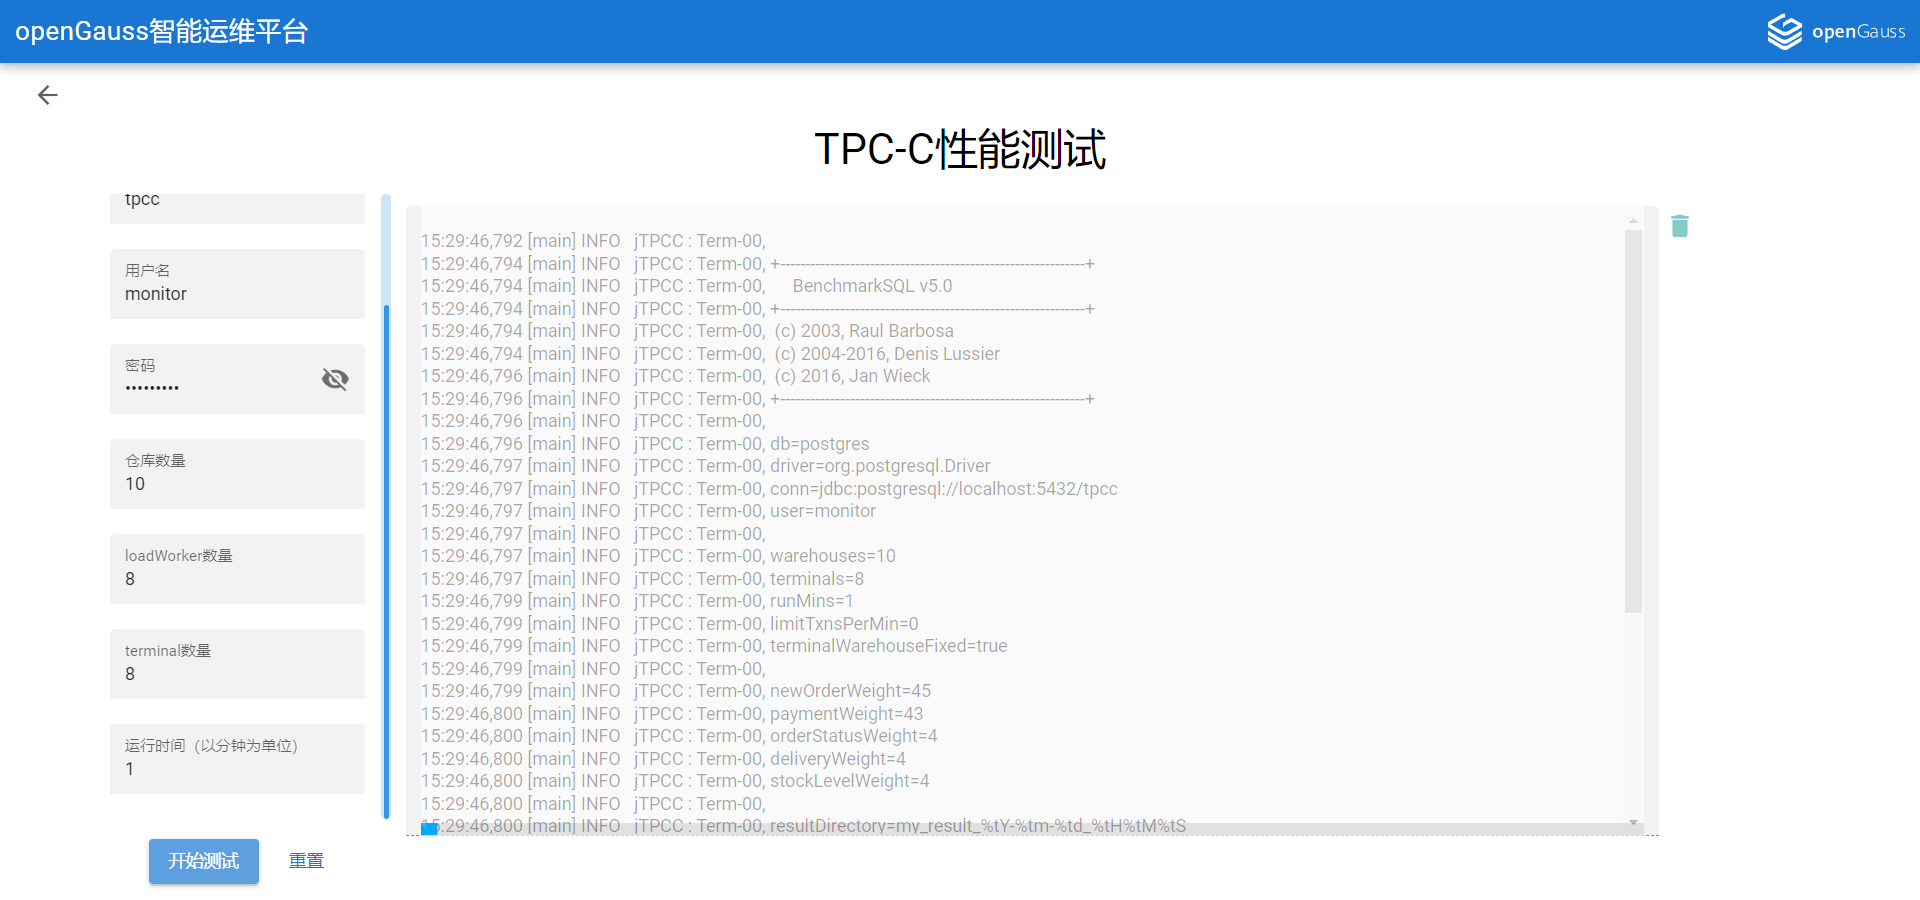 openGauss智能运维平台
openGauss
TPC-C性能测试
tpcc
用户名
monitor
密码
•••••••••
仓库数量
10
loadWorker数量
8
terminal数量
8
运行时间（以分钟为单位）
1
开始测试
重置
15:29:46,792 [main] INFO   jTPCC : Term-00,
15:29:46,794 [main] INFO   jTPCC : Term-00, +-------------------------------------------------------------+
15:29:46,794 [main] INFO   jTPCC : Term-00,      BenchmarkSQL v5.0
15:29:46,794 [main] INFO   jTPCC : Term-00, +-------------------------------------------------------------+
15:29:46,794 [main] INFO   jTPCC : Term-00,  (c) 2003, Raul Barbosa
15:29:46,794 [main] INFO   jTPCC : Term-00,  (c) 2004-2016, Denis Lussier
15:29:46,796 [main] INFO   jTPCC : Term-00,  (c) 2016, Jan Wieck
15:29:46,796 [main] INFO   jTPCC : Term-00, +-------------------------------------------------------------+
15:29:46,796 [main] INFO   jTPCC : Term-00,
15:29:46,796 [main] INFO   jTPCC : Term-00, db=postgres
15:29:46,797 [main] INFO   jTPCC : Term-00, driver=org.postgresql.Driver
15:29:46,797 [main] INFO   jTPCC : Term-00, conn=jdbc:postgresql://localhost:5432/tpcc
15:29:46,797 [main] INFO   jTPCC : Term-00, user=monitor
15:29:46,797 [main] INFO   jTPCC : Term-00,
15:29:46,797 [main] INFO   jTPCC : Term-00, warehouses=10
15:29:46,797 [main] INFO   jTPCC : Term-00, terminals=8
15:29:46,799 [main] INFO   jTPCC : Term-00, runMins=1
15:29:46,799 [main] INFO   jTPCC : Term-00, limitTxnsPerMin=0
15:29:46,799 [main] INFO   jTPCC : Term-00, terminalWarehouseFixed=true
15:29:46,799 [main] INFO   jTPCC : Term-00,
15:29:46,799 [main] INFO   jTPCC : Term-00, newOrderWeight=45
15:29:46,800 [main] INFO   jTPCC : Term-00, paymentWeight=43
15:29:46,800 [main] INFO   jTPCC : Term-00, orderStatusWeight=4
15:29:46,800 [main] INFO   jTPCC : Term-00, deliveryWeight=4
15:29:46,800 [main] INFO   jTPCC : Term-00, stockLevelWeight=4
15:29:46,800 [main] INFO   jTPCC : Term-00,
15:29:46,800 [main] INFO   jTPCC : Term-00, resultDirectory=my_result_%tY-%tm-%td_%tH%tM%tS